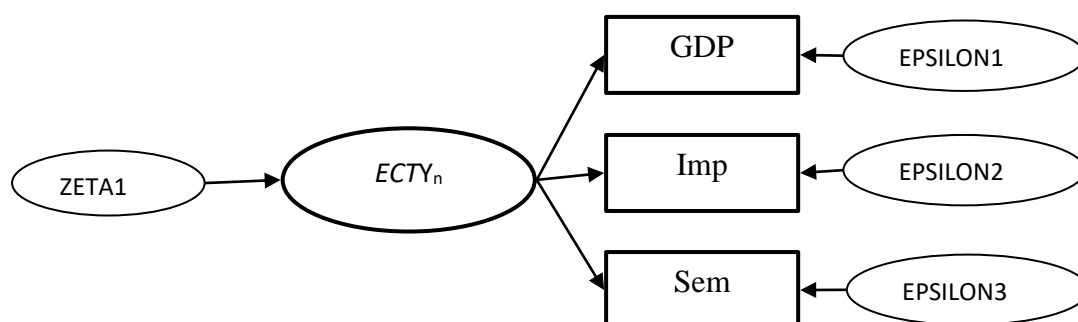 GDP
EPSILON1
ZETA1
ECTYn
Imp
EPSILON2
Sem
EPSILON3